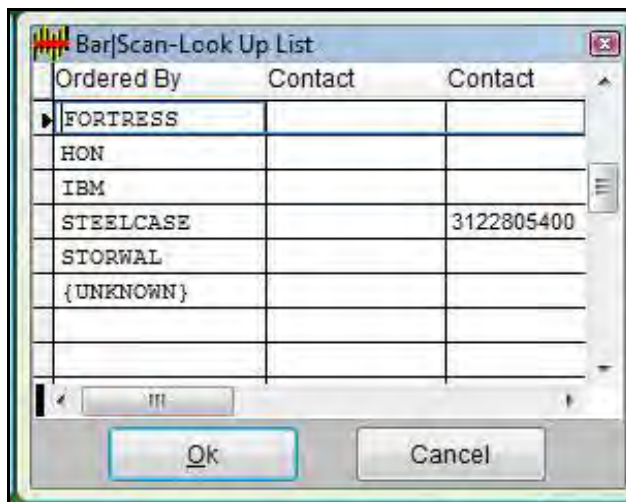 Bar|Scan-Look Up List
Ordered By Contact Contact
FORTRESS
HON
IBM
STEELCASE 3122805400
STORWAL
{UNKNOWN}
Ok Cancel